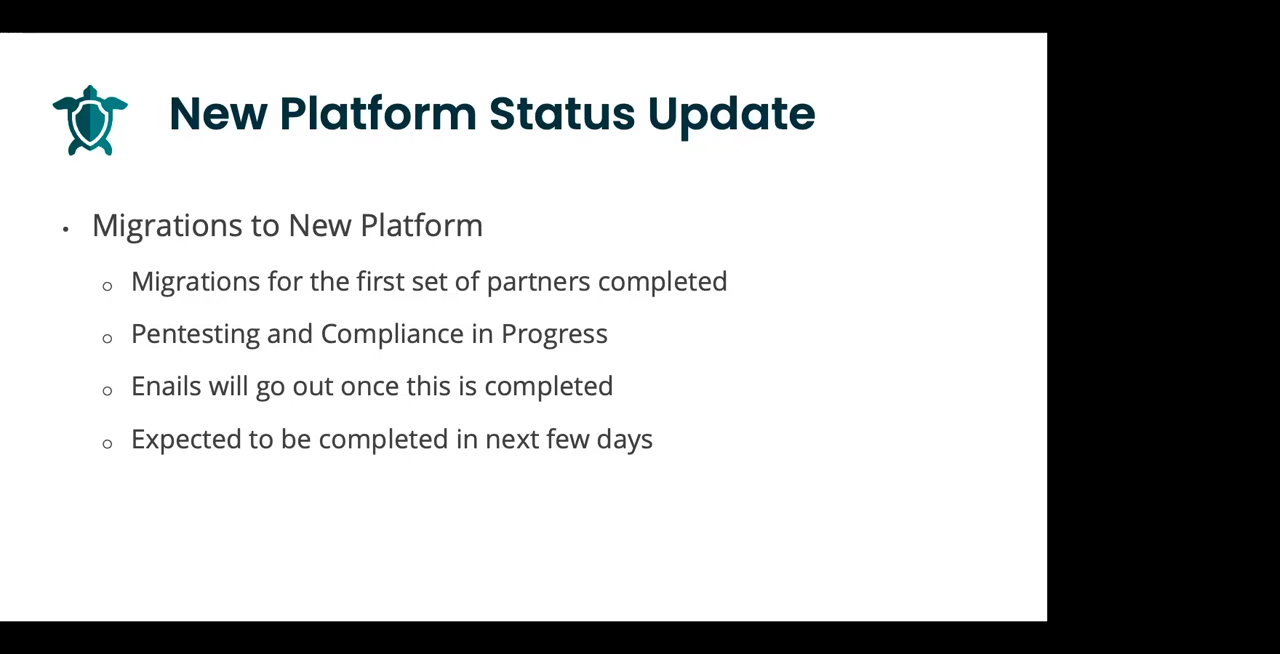 New Platform Status Update
• Migrations to New Platform
○ Migrations for the first set of partners completed
○ Pentesting and Compliance in Progress
○ Enails will go out once this is completed
○ Expected to be completed in next few days